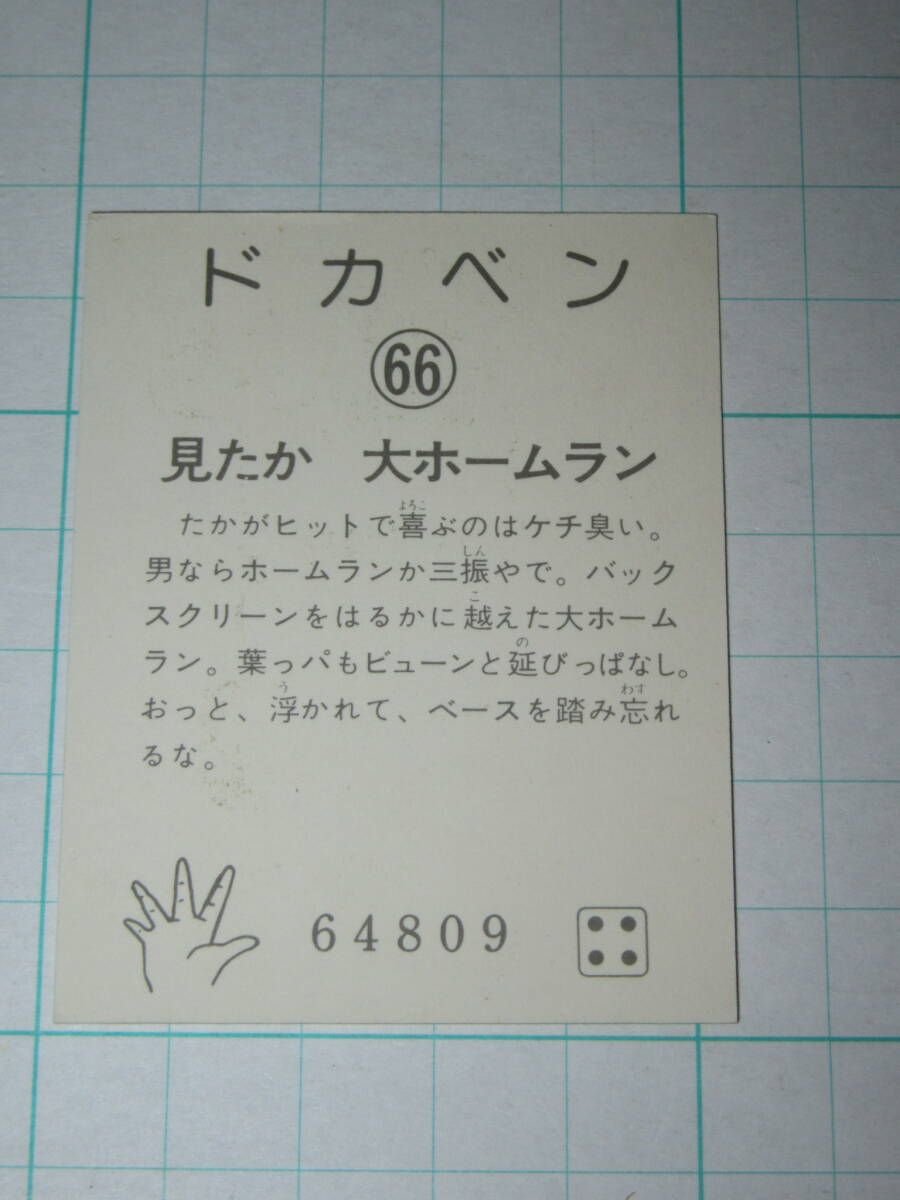 ドカベン
66
見たか 大ホームラン
たかがヒットで喜ぶのはケチ臭い。
男ならホームランか三振やで。バック
スクリーンをはるかに越えた大ホーム
ラン。葉っパもビューンと延びっぱなし。
おっと、浮かれて、ベースを踏み忘れ
るな。
64809